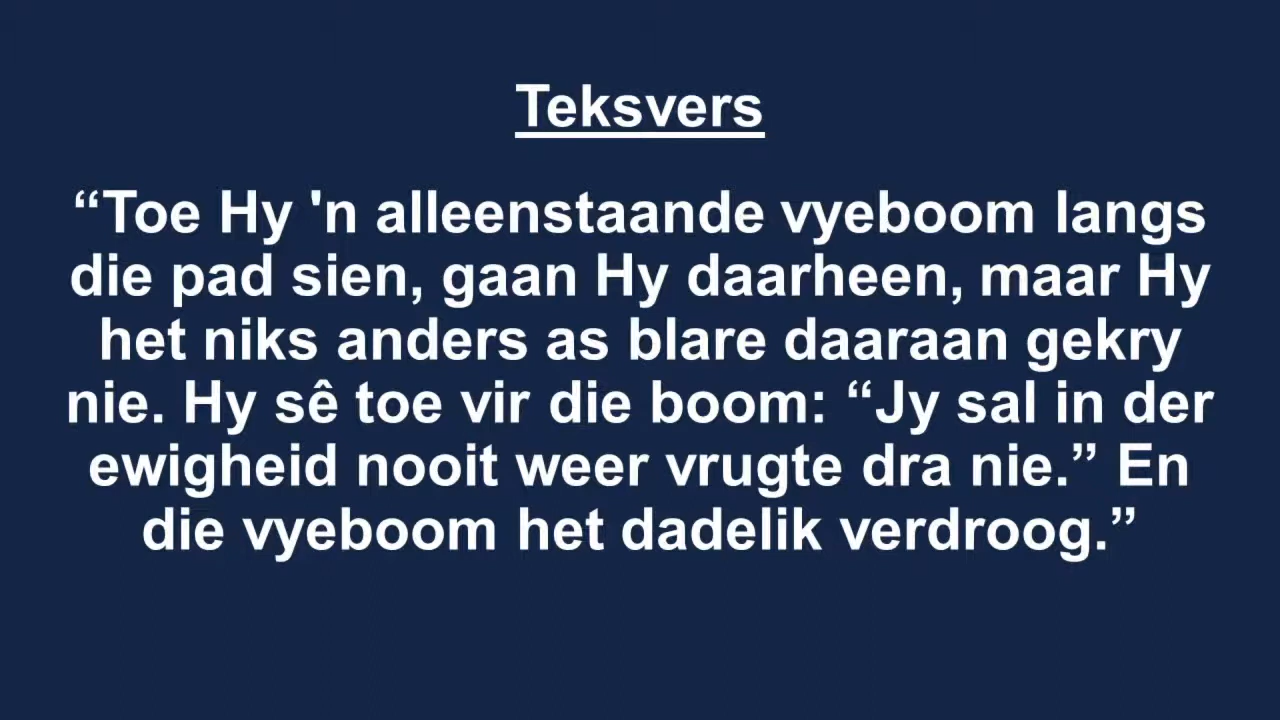 Teksvers
“Toe Hy 'n alleenstaande vyeboom langs
die pad sien, gaan Hy daarheen, maar Hy
het niks anders as blare daaraan gekry
nie. Hy sê toe vir die boom: “Jy sal in der
ewigheid nooit weer vrugte dra nie.” En
die vyeboom het dadelik verdroog.”